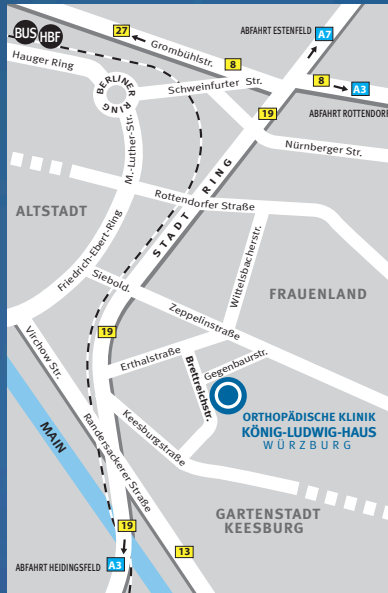 BUS
HBF
27
Grombühlstr.
ABFAHRT ESTENFELD
A7
Hauger Ring
8
BERLINER
RING
Schweinfurter Str.
8
A3
19
ABFAHRT ROTTENDORF
M.-Luther-Str.
Nürnberger Str.
STADT RING
Rottendorfer Straße
ALTSTADT
Friedrich-Ebert-Ring
Siebold.
Wittelsbacherstr.
FRAUENLAND
Zeppelinstraße
Virchow Str.
19
Erthalstraße
Gegenbaurstr.
Brettreichstr.
ORTHOPÄDISCHE KLINIK
KÖNIG-LUDWIG-HAUS
WÜRZBURG
MAIN
Randersackerer Straße
Keesburgstraße
GARTENSTADT
KEESBURG
19
13
ABFAHRT HEIDINGSFELD
A3